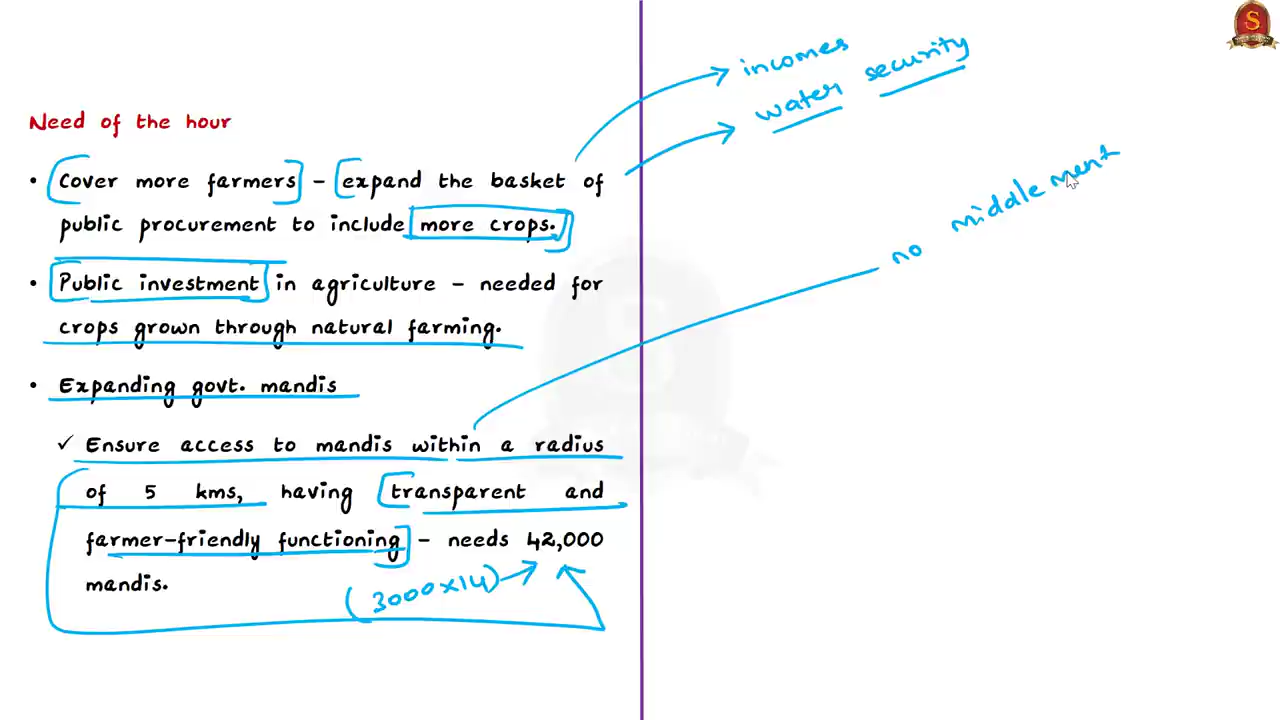 Need of the hour
• Cover more farmers – expand the basket of
public procurement to include more crops.
• Public investment in agriculture – needed for
crops grown through natural farming.
• Expanding govt. mandis
✓ Ensure access to mandis within a radius
of 5 kms, having transparent and
farmer-friendly functioning – needs 42,000
mandis.
(3000x14)
incomes
water security
no middle ment
S